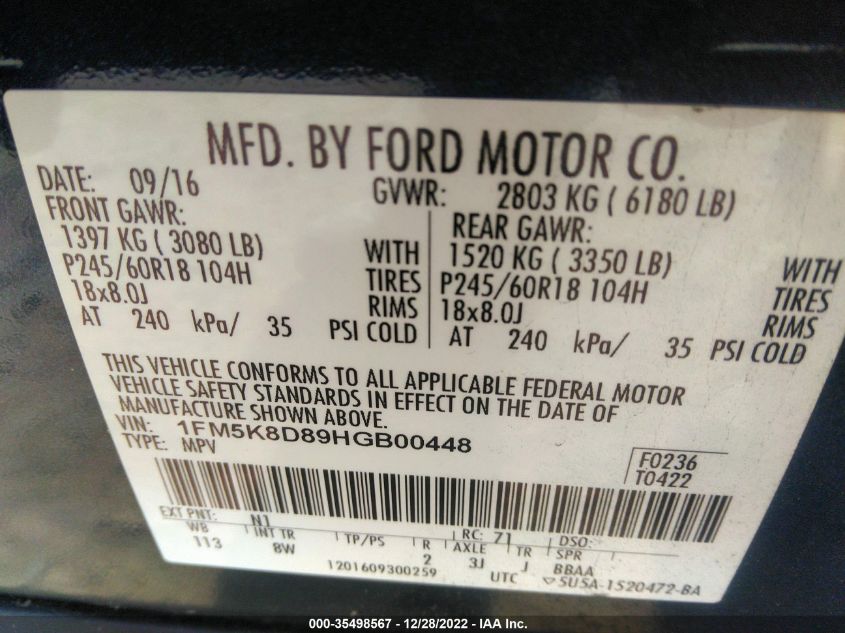 MFD. BY FORD MOTOR CO.
DATE: 09/16
GVWR: 2803 KG ( 6180 LB)
FRONT GAWR:
1397 KG ( 3080 LB) WITH
P245/60R18 104H TIRES
18x8.0J RIMS
AT 240 kPa/ 35 PSI COLD
REAR GAWR:
1520 KG ( 3350 LB) WITH
P245/60R18 104H TIRES
18x8.0J RIMS
AT 240 kPa/ 35 PSI COLD
THIS VEHICLE CONFORMS TO ALL APPLICABLE FEDERAL MOTOR
VEHICLE SAFETY STANDARDS IN EFFECT ON THE DATE OF
MANUFACTURE SHOWN ABOVE.
VIN: 1FM5K8D89HGB00448
TYPE: MPV
F0236
T0422
EXT PNT: N1 RC: 71 DSO:
WB INT TR TP/PS R AXLE TR SPR
113 8W 2 3J J BBAA
1201609300259 UTC 5U5A-1520472-BA
000-35498567 - 12/28/2022 - IAA Inc.